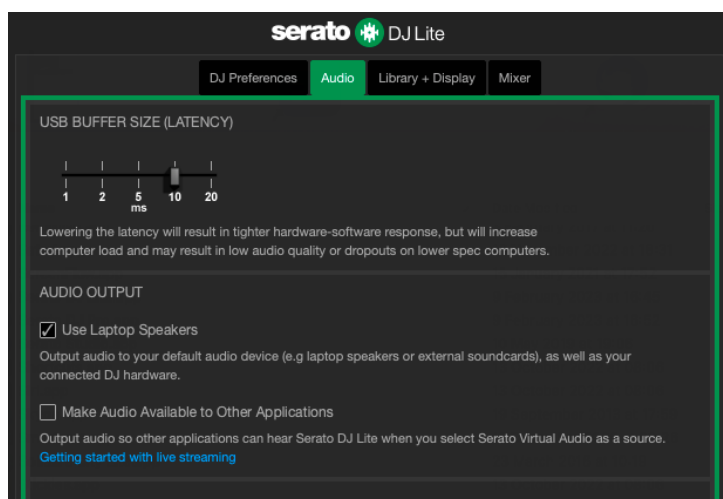 serato DJ Lite
DJ Preferences Audio Library + Display Mixer
USB BUFFER SIZE (LATENCY)
1 2 5 10 20
ms
Lowering the latency will result in tighter hardware-software response, but will increase
computer load and may result in low audio quality or dropouts on lower spec computers.
AUDIO OUTPUT
Use Laptop Speakers
Output audio to your default audio device (e.g laptop speakers or external soundcards), as well as your
connected DJ hardware.
Make Audio Available to Other Applications
Output audio so other applications can hear Serato DJ Lite when you select Serato Virtual Audio as a source.
Getting started with live streaming